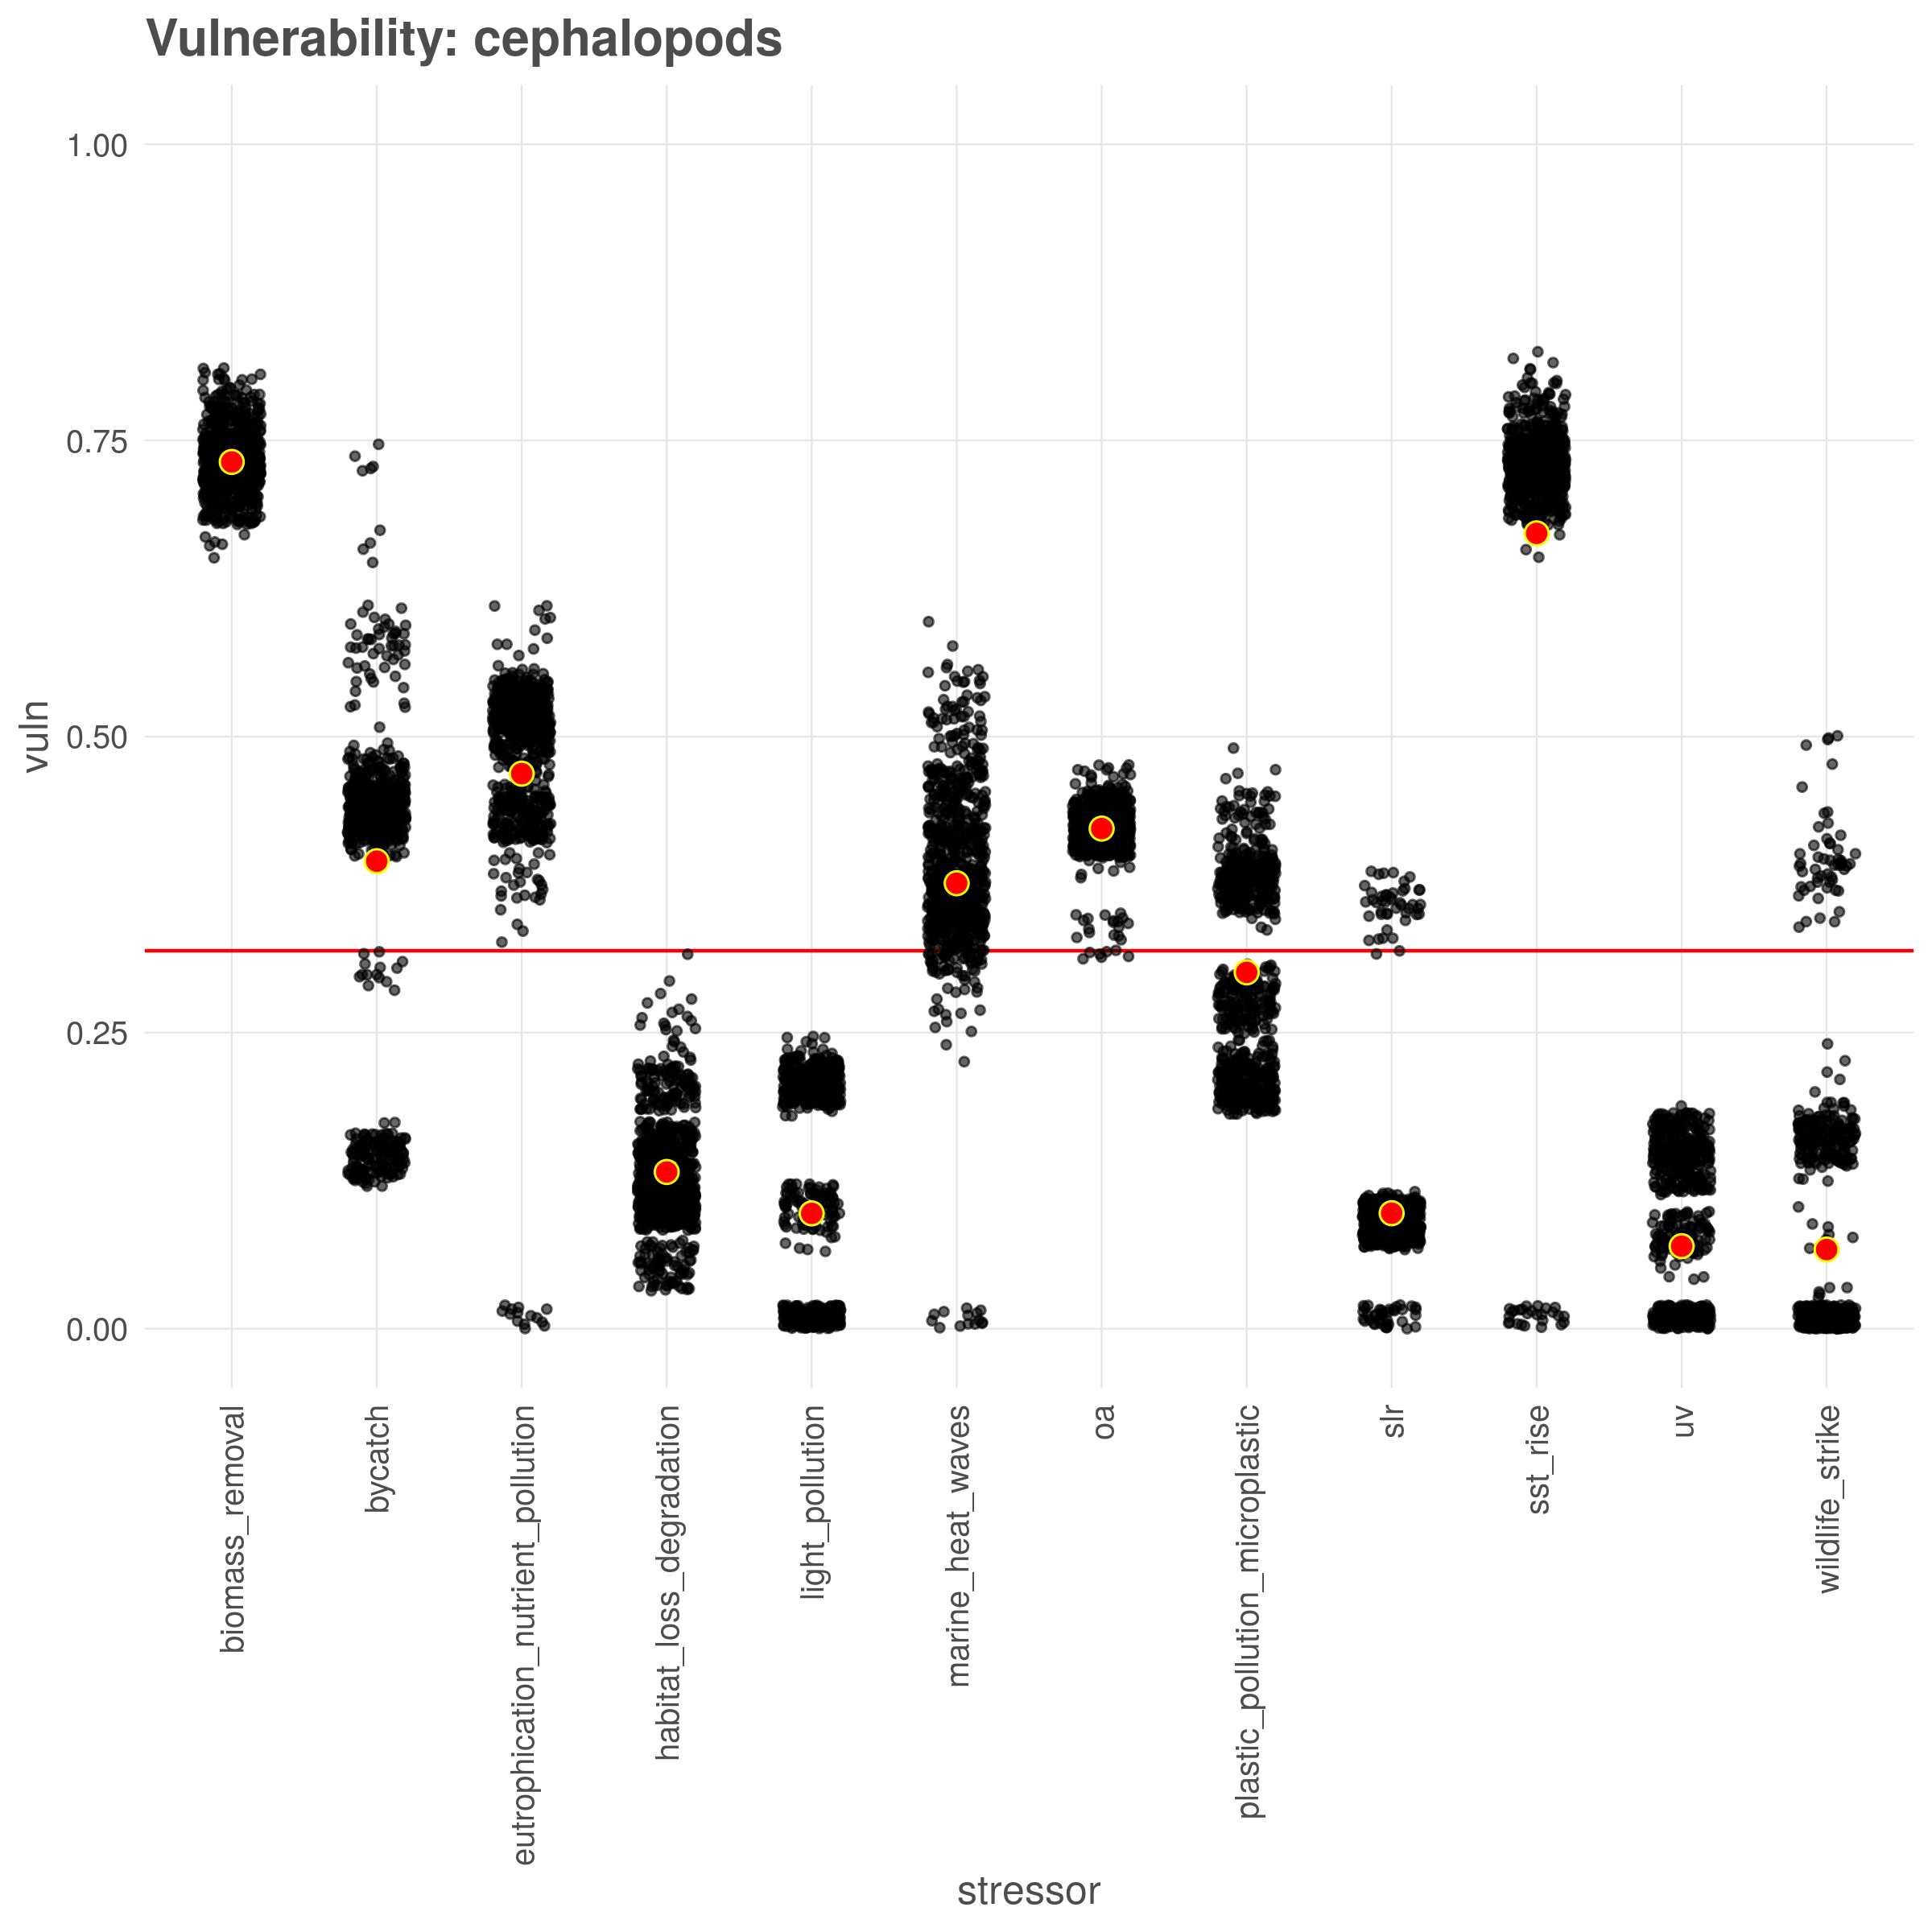 Vulnerability: cephalopods
vuln
1.00
0.75
0.50
0.25
0.00
biomass_removal
bycatch
eutrophication_nutrient_pollution
habitat_loss_degradation
light_pollution
marine_heat_waves
oa
plastic_pollution_microplastic
slr
sst_rise
uv
wildlife_strike
stressor